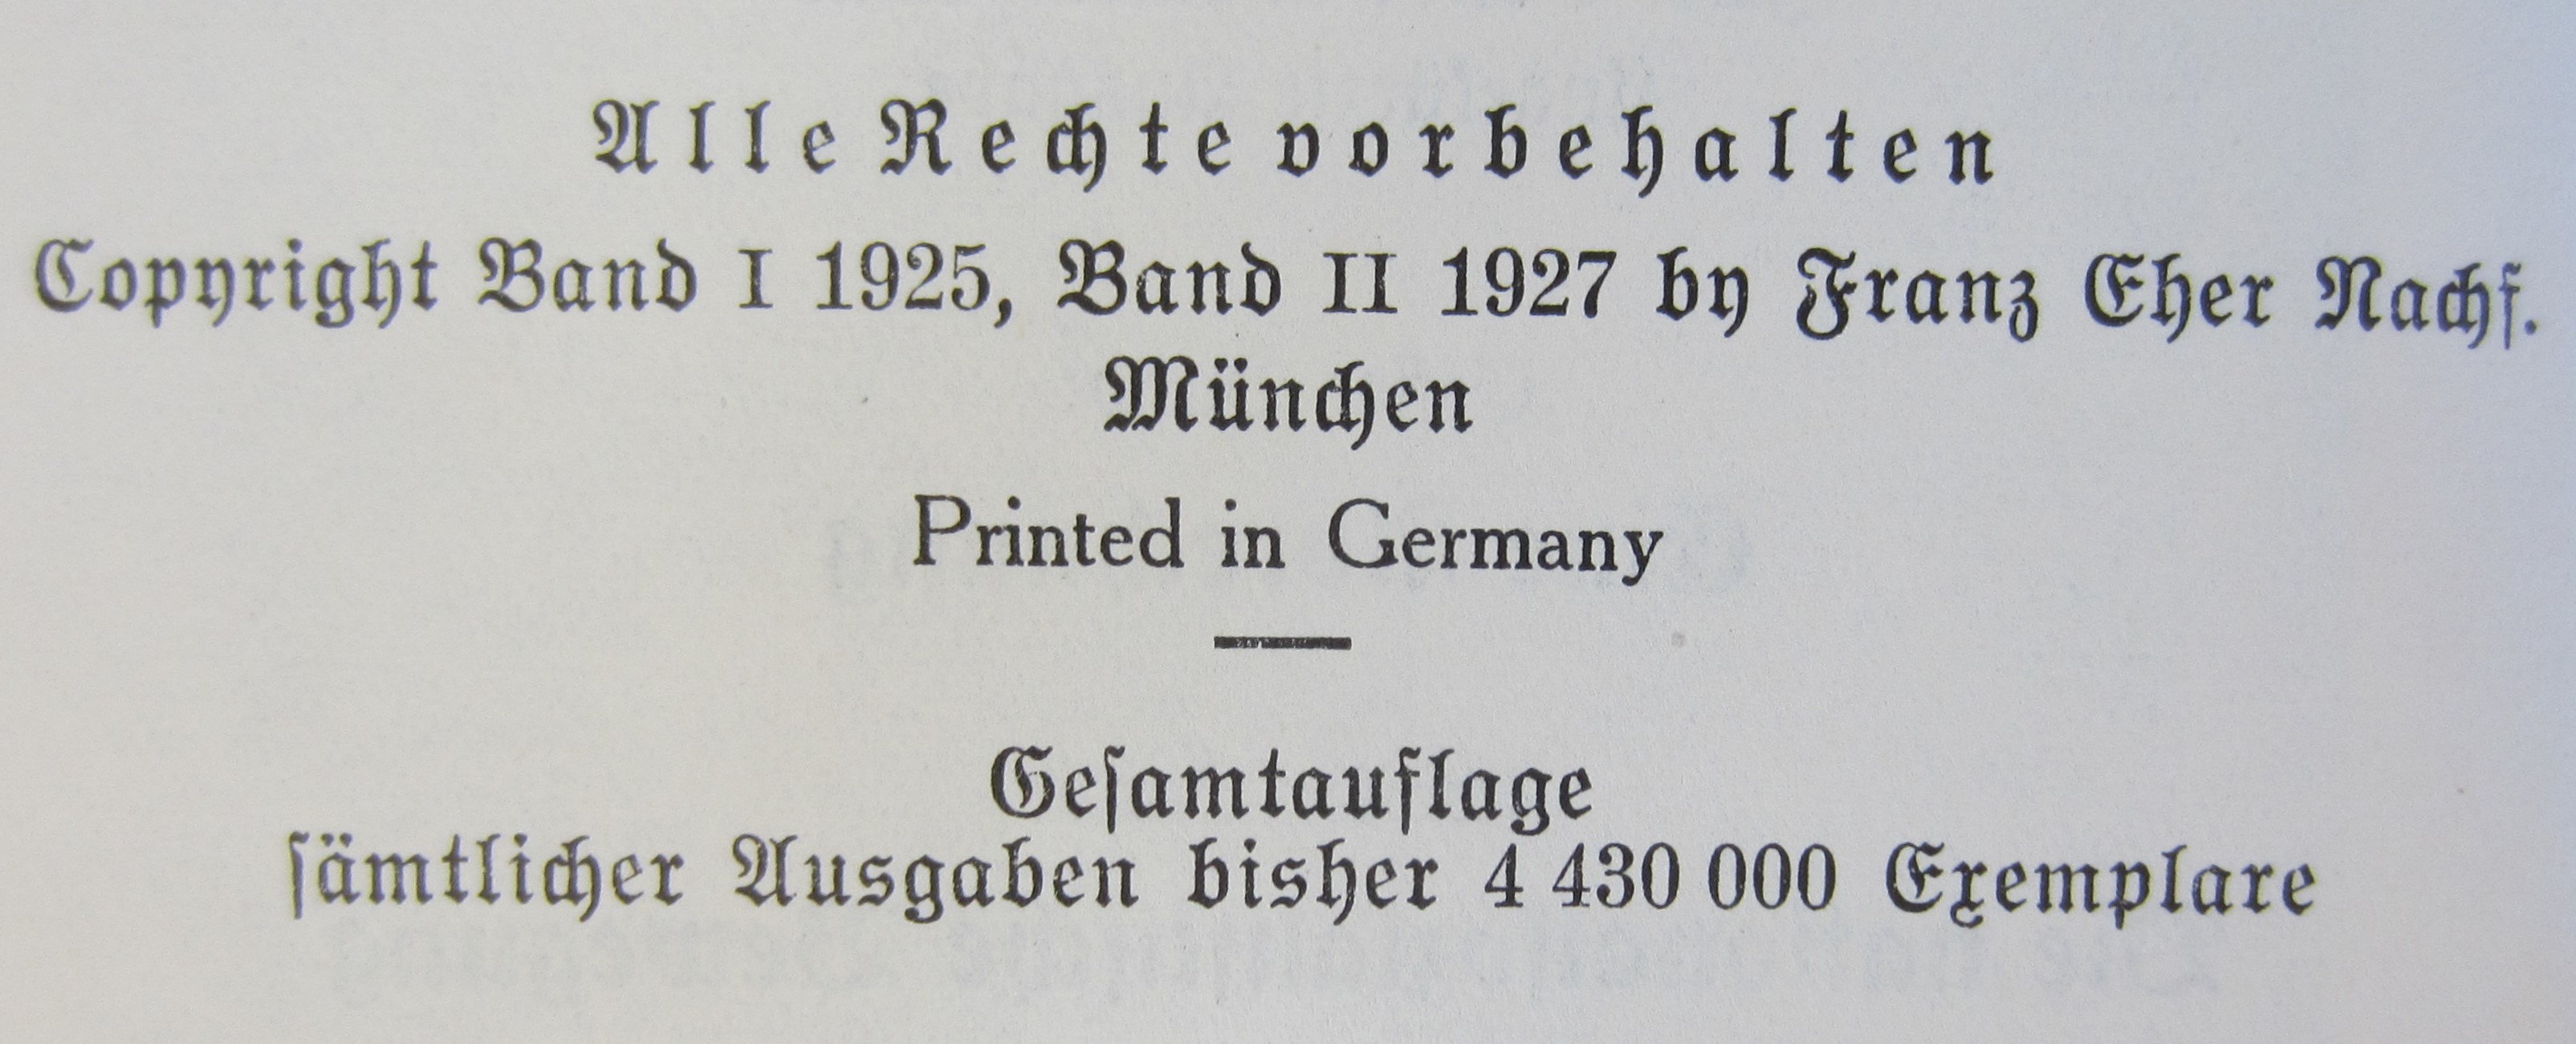 Alle Rechte vorbehalten
Copyright Band I 1925, Band II 1927 by Franz Eher Nachf.
München
Printed in Germany
Geſamtauflage
ſämtlicher Ausgaben bisher 4 430 000 Exemplare